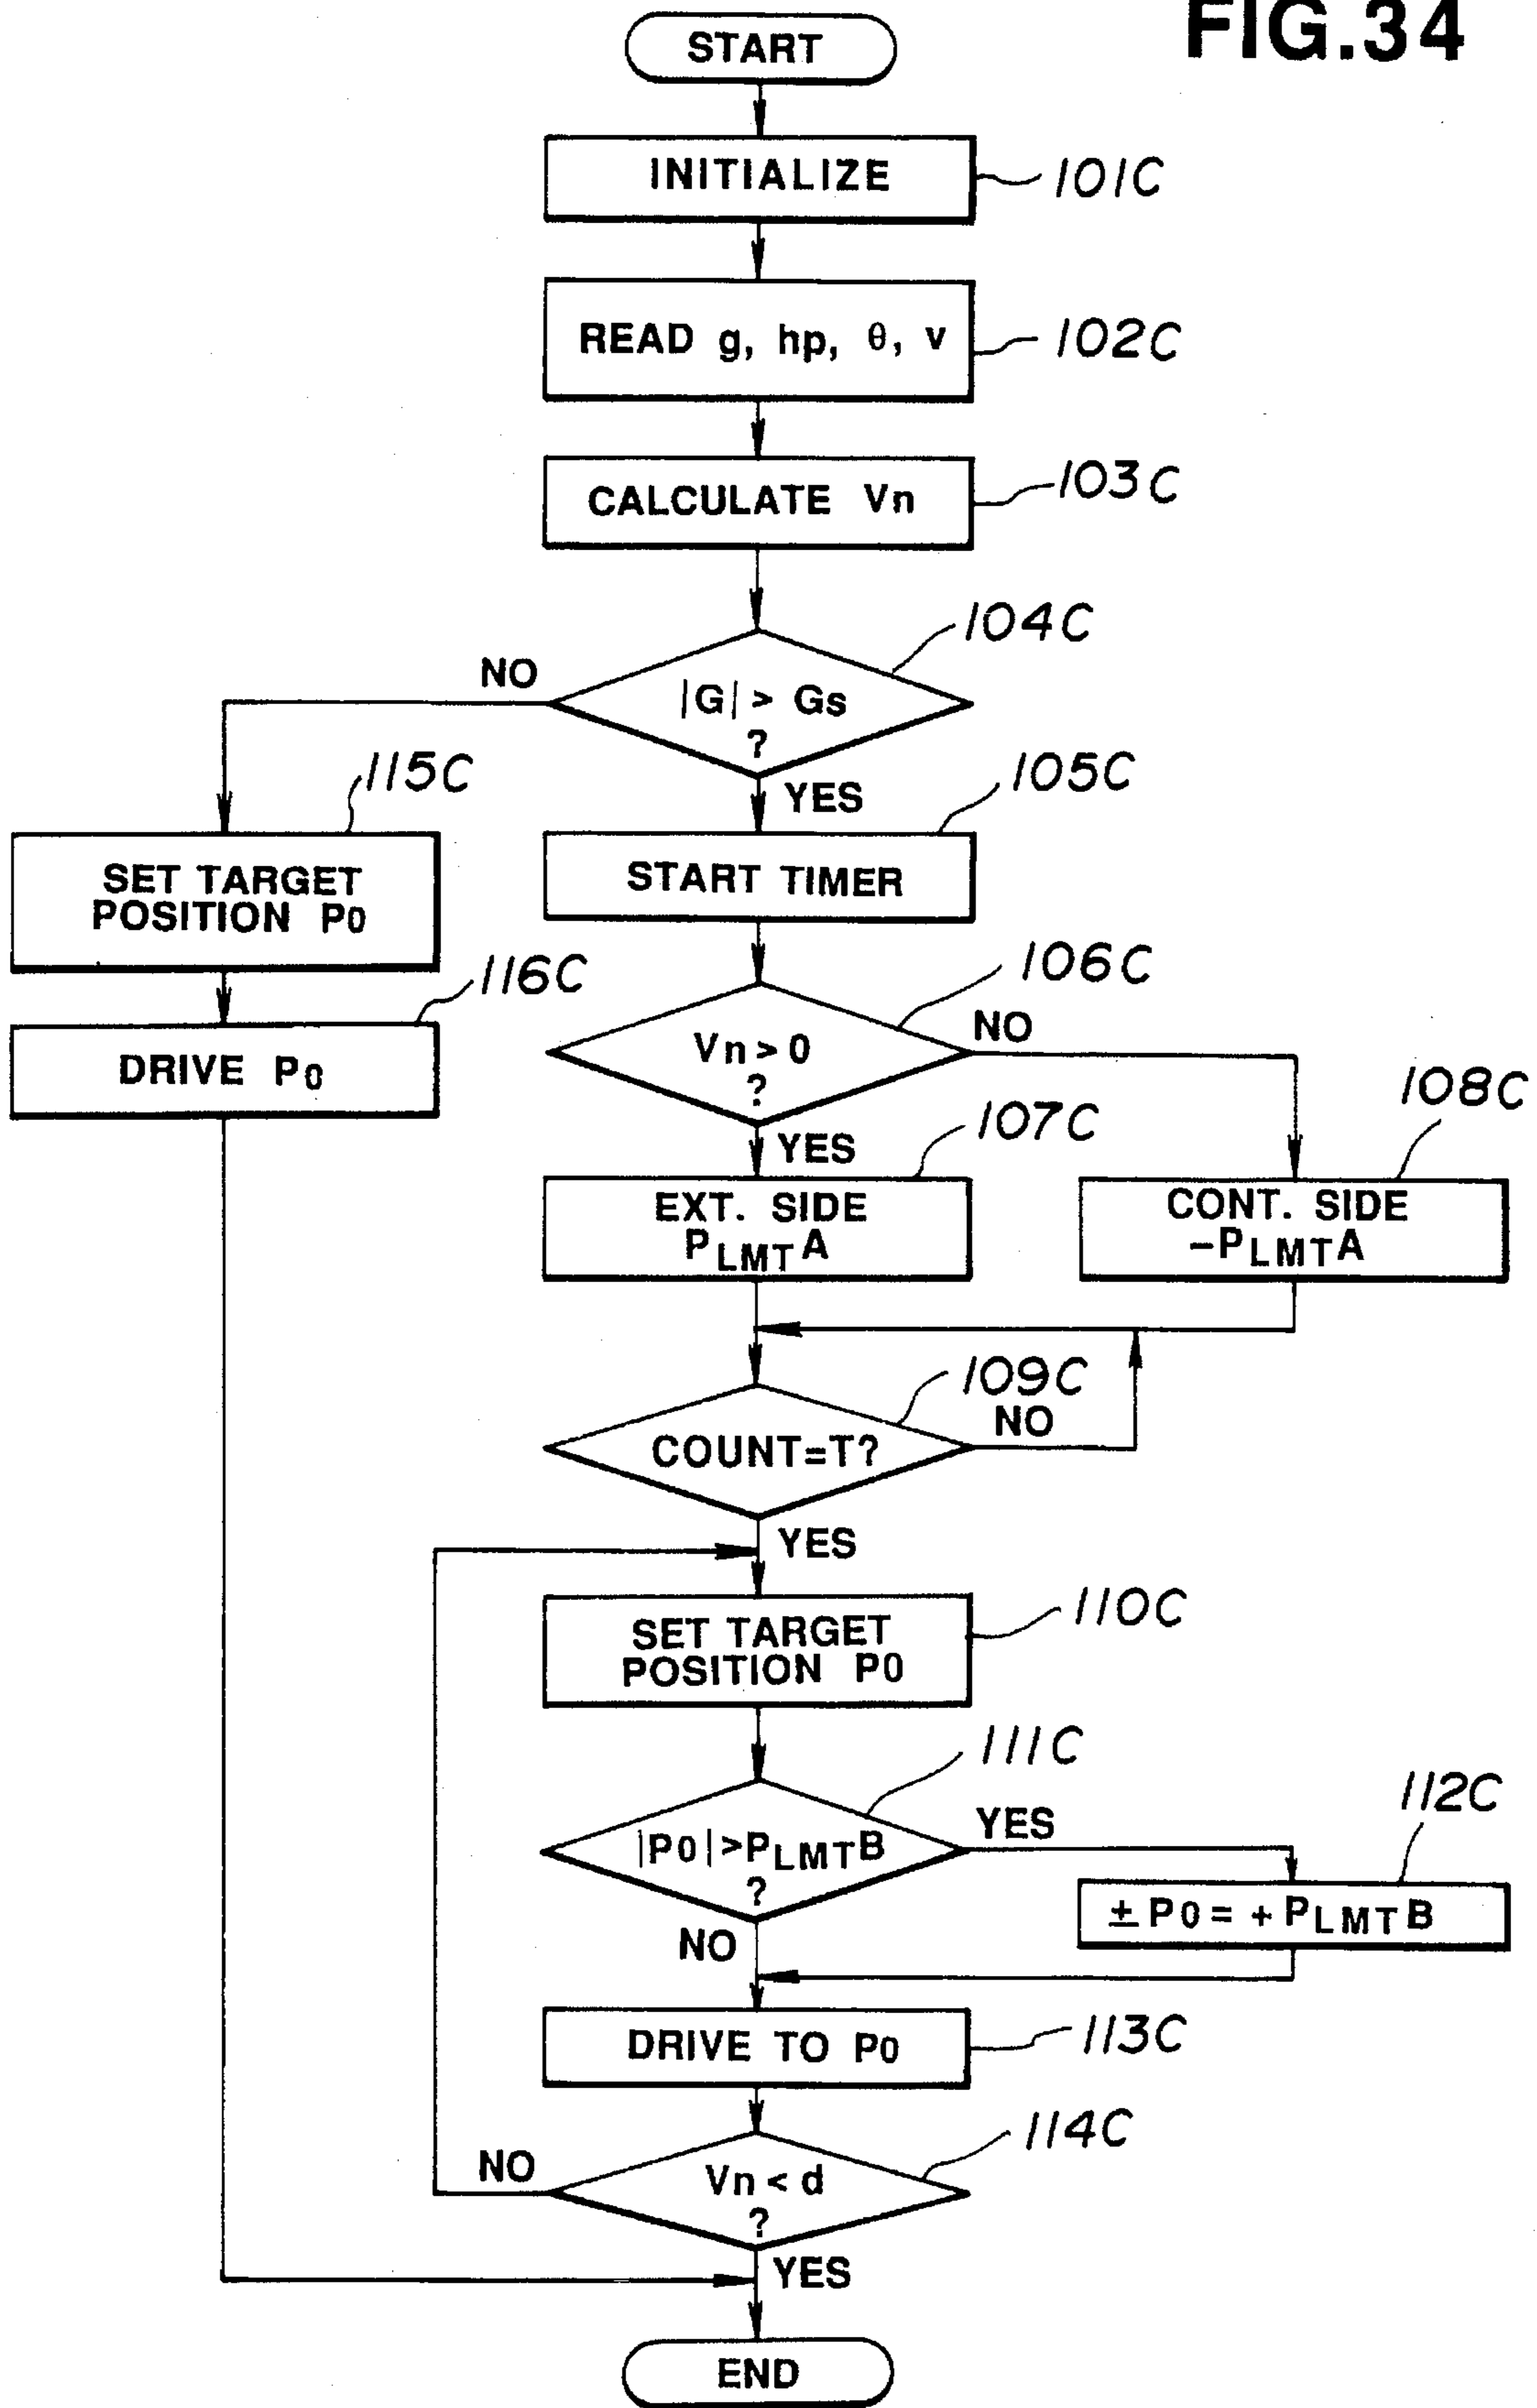 FIG.34
START
INITIALIZE
101C
READ g, hp, θ, v
102C
CALCULATE Vn
103C
104C
NO
|G| > Gs
?
YES
115C
105C
SET TARGET
POSITION P0
START TIMER
116C
106C
DRIVE P0
Vn > 0
?
NO
YES
107C
108C
EXT. SIDE
PLMTA
CONT. SIDE
-PLMTA
109C
COUNT=T?
NO
YES
110C
SET TARGET
POSITION P0
111C
|P0|>PLMTB
?
YES
112C
± P0 = + PLMTB
NO
DRIVE TO P0
113C
114C
NO
Vn < d
?
YES
END